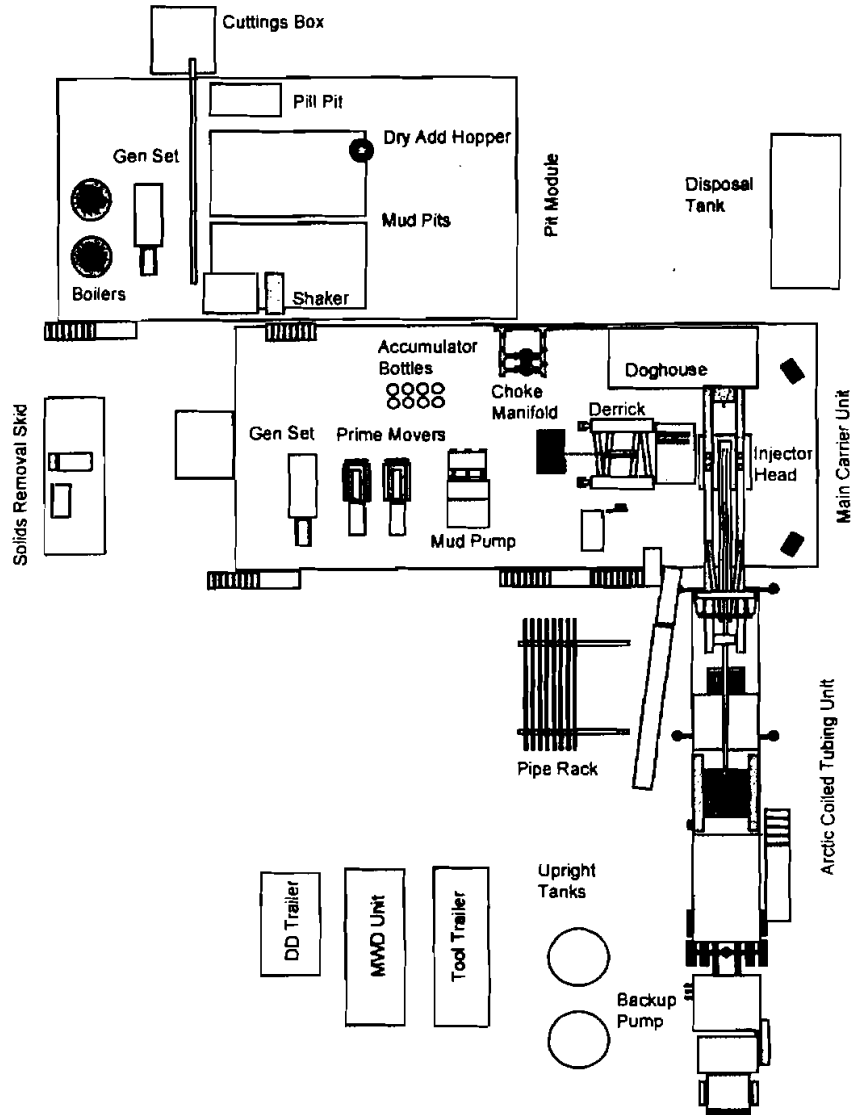 Cuttings Box
Pill Pit
Dry Add Hopper
Gen Set
Mud Pits
Boilers
Shaker
Pit Module
Disposal
Tank
Accumulator
Bottles
Choke
Manifold
Doghouse
Derrick
Gen Set
Prime Movers
Injector
Head
Mud Pump
Solids Removal Skid
Main Carrier Unit
Pipe Rack
Arctic Coiled Tubing Unit
DD Trailer
MWD Unit
Tool Trailer
Upright
Tanks
Backup
Pump